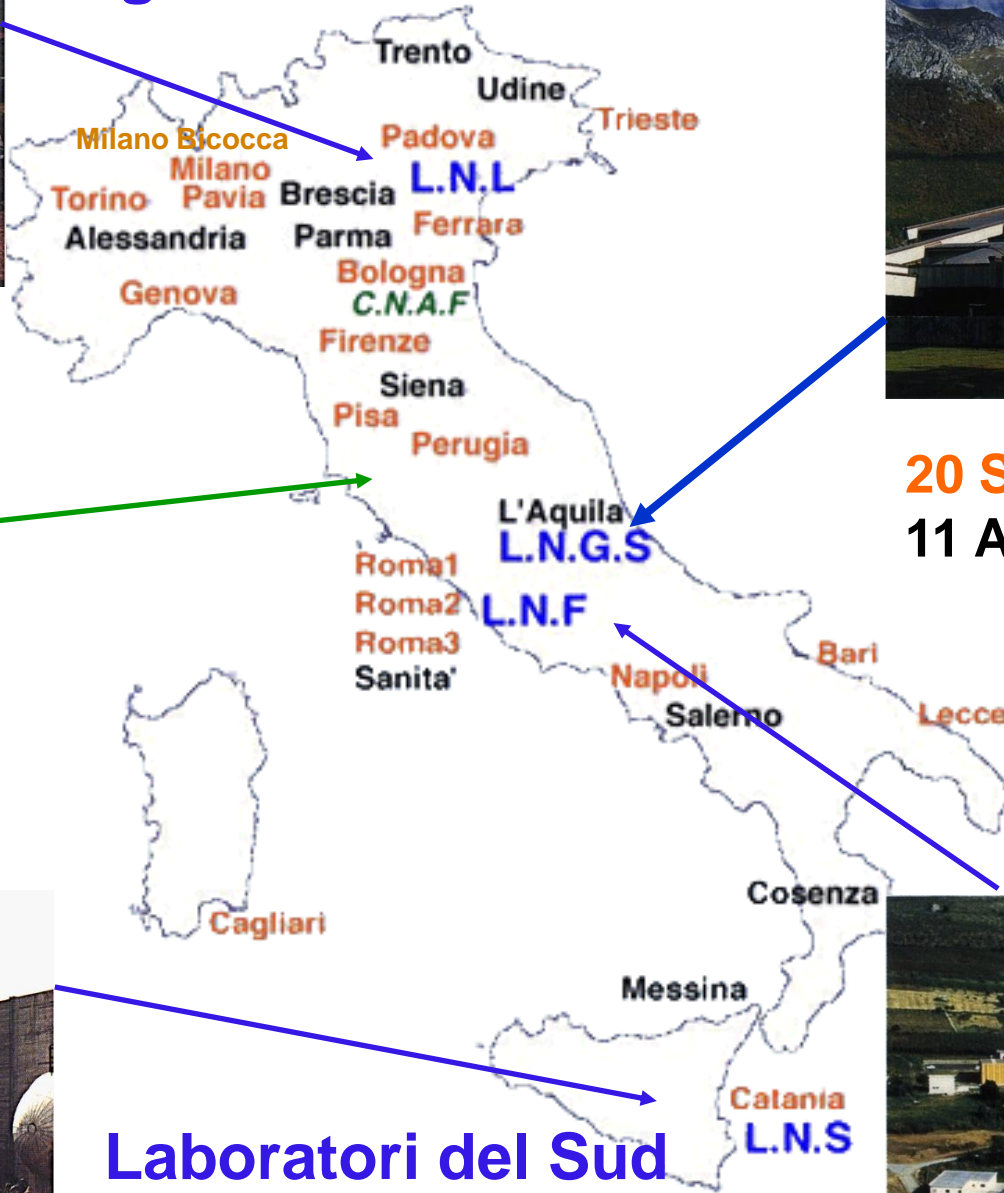 g
Trento
Udine
Trieste
Milano Bicocca
Padova
Milano
L.N.L
Torino
Pavia
Brescia
Ferrara
Alessandria
Parma
Bologna
Genova
C.N.A.F
Firenze
Siena
Pisa
Perugia
20 S
L'Aquila
11 A
L.N.G.S
Roma1
Roma2
L.N.F
Roma3
Sanita'
Bari
Napoli
Salerno
Lecce
Cosenza
Cagliari
Messina
Catania
L.N.S
Laboratori del Sud